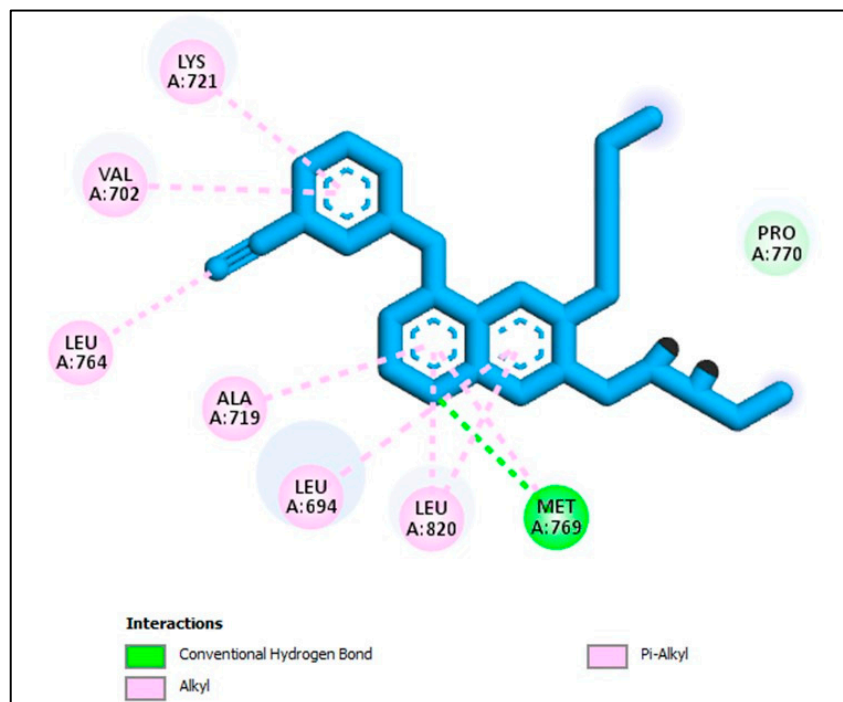 LYS
A:721
VAL
A:702
PRO
A:770
LEU
A:764
ALA
A:719
LEU
A:694
LEU
A:820
MET
A:769
Interactions
Conventional Hydrogen Bond
Pi-Alkyl
Alkyl